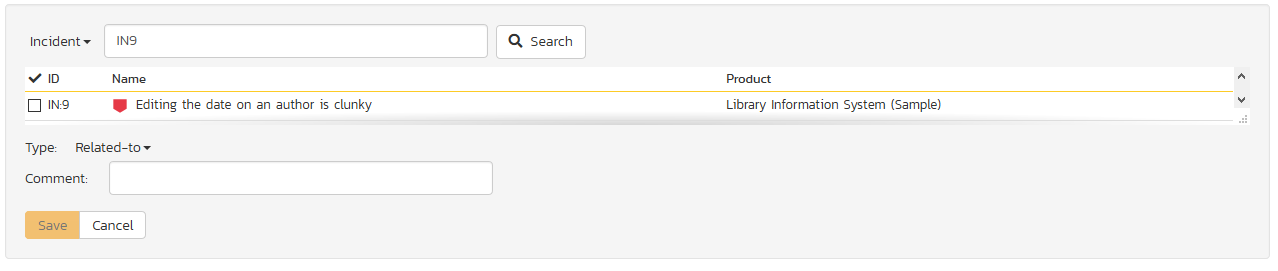 Incident IN9 Search
ID Name Product
IN:9 Editing the date on an author is clunky Library Information System (Sample)
Type: Related-to
Comment:
Save Cancel